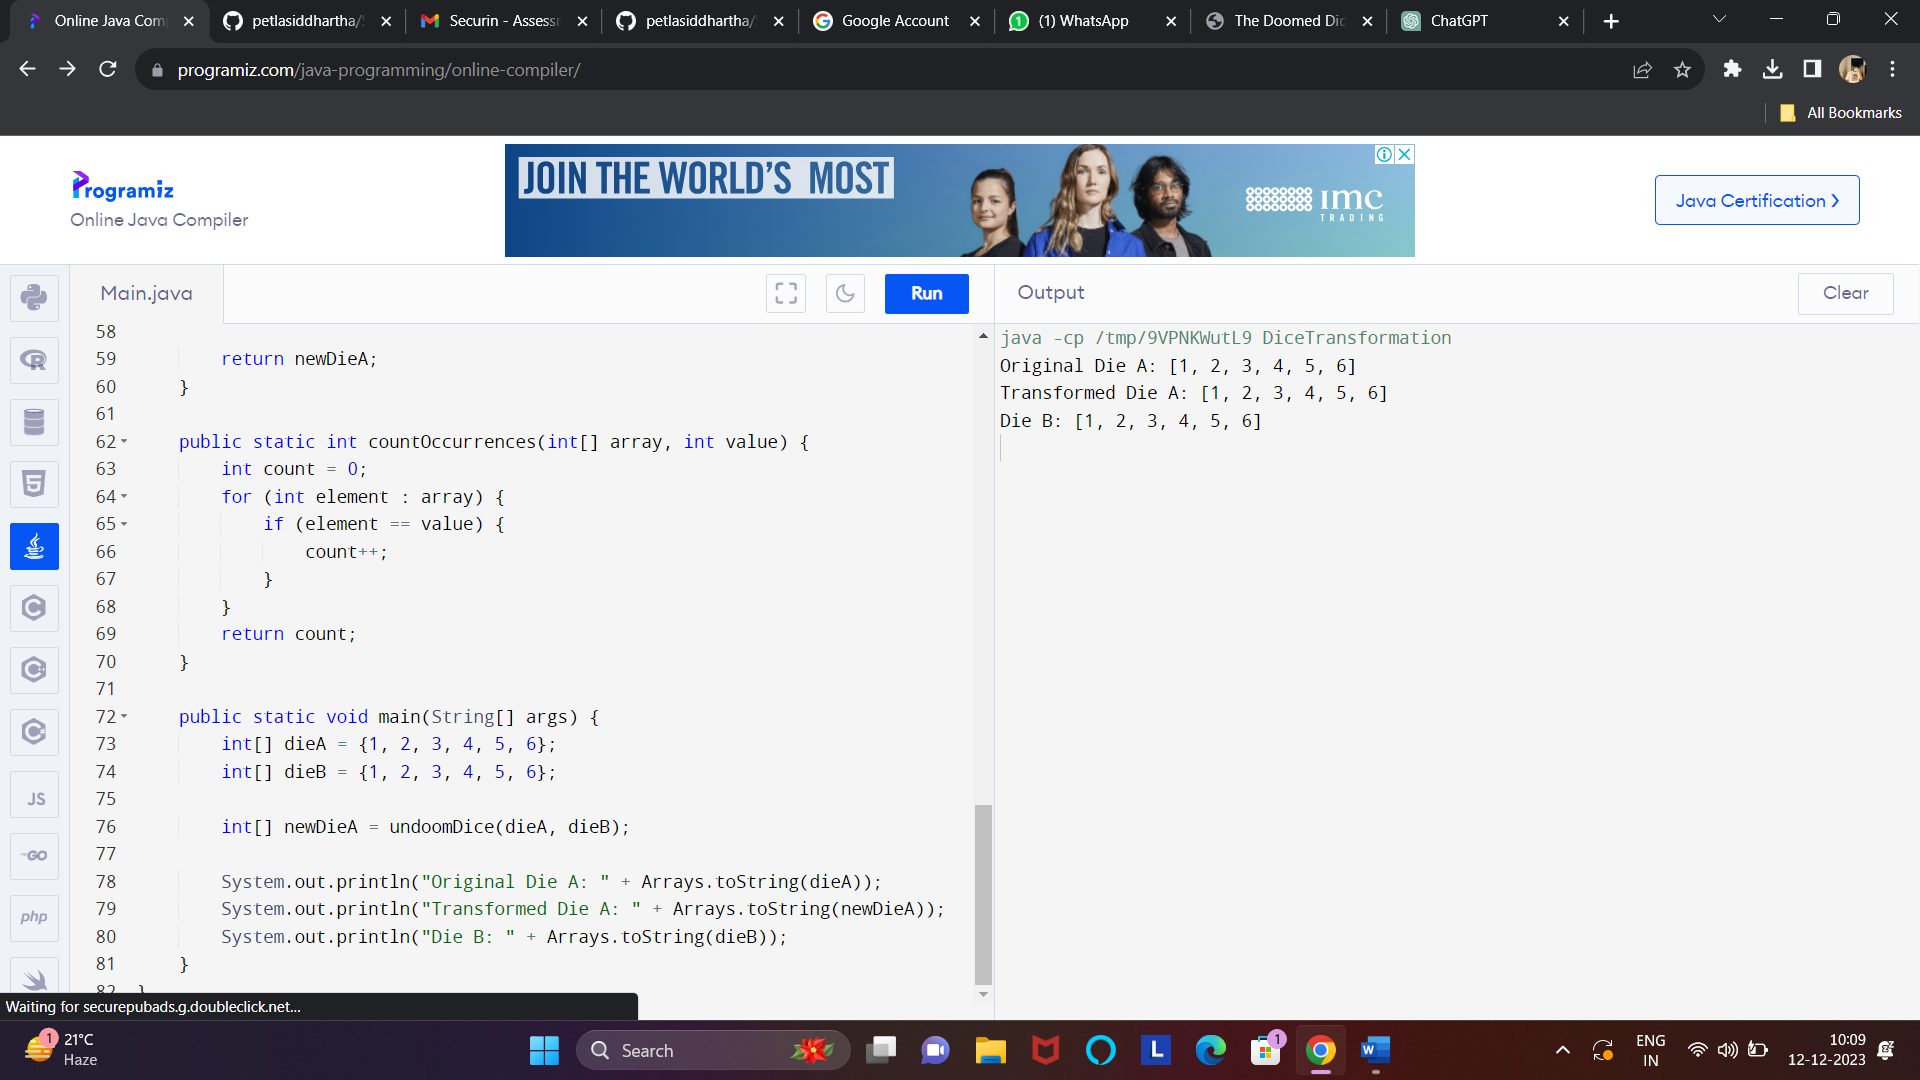 Online Java Com
petlasiddhartha/S
Securin - Assessm
petlasiddhartha/S
Google Account
(1) WhatsApp
The Doomed Dic
ChatGPT
programiz.com/java-programming/online-compiler/
All Bookmarks
Programiz
Online Java Compiler
JOIN THE WORLD'S MOST
imc
TRADING
Java Certification >
Main.java
Run
Output
Clear
58
59 return newDieA;
60 }
61
62 public static int countOccurrences(int[] array, int value) {
63 int count = 0;
64 for (int element : array) {
65 if (element == value) {
66 count++;
67 }
68 }
69 return count;
70 }
71
72 public static void main(String[] args) {
73 int[] dieA = {1, 2, 3, 4, 5, 6};
74 int[] dieB = {1, 2, 3, 4, 5, 6};
75
76 int[] newDieA = undoomDice(dieA, dieB);
77
78 System.out.println("Original Die A: " + Arrays.toString(dieA));
79 System.out.println("Transformed Die A: " + Arrays.toString(newDieA));
80 System.out.println("Die B: " + Arrays.toString(dieB));
81 }
82 }
java -cp /tmp/9VPNKWutL9 DiceTransformation
Original Die A: [1, 2, 3, 4, 5, 6]
Transformed Die A: [1, 2, 3, 4, 5, 6]
Die B: [1, 2, 3, 4, 5, 6]
JS
GO
php
Waiting for securepubads.g.doubleclick.net...
1
21°C
Haze
Search
L
1
W
ENG
IN
10:09
12-12-2023